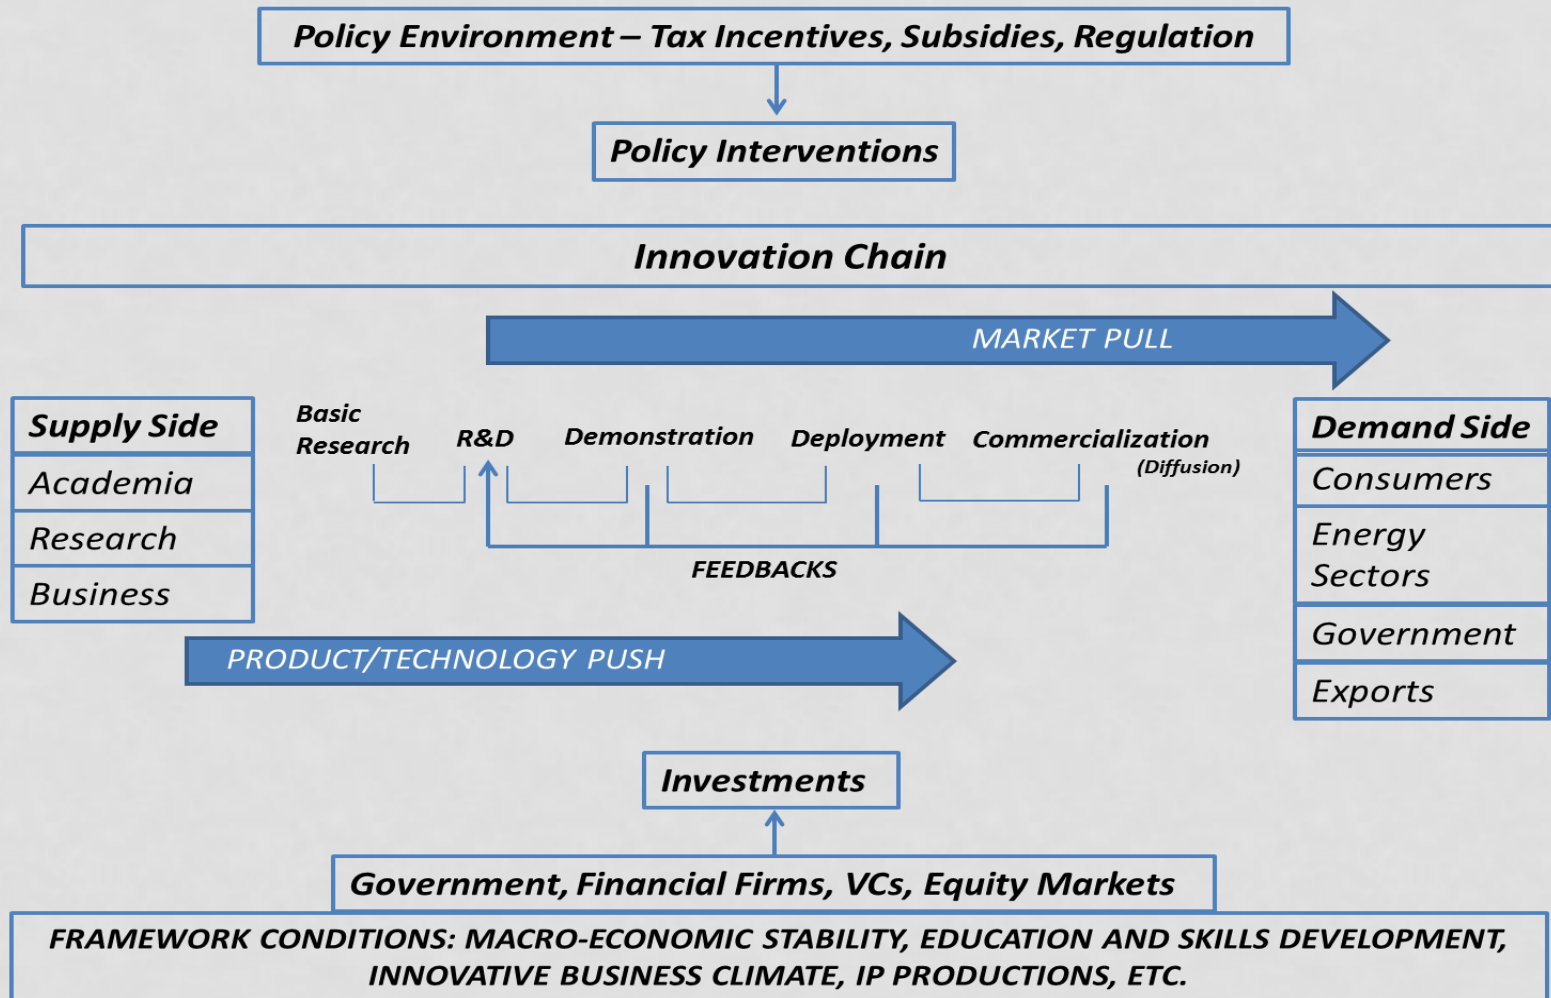 Policy Environment – Tax Incentives, Subsidies, Regulation
Policy Interventions
Innovation Chain
MARKET PULL
Supply Side
Academia
Research
Business
Basic
Research
R&D
Demonstration
Deployment
Commercialization
(Diffusion)
FEEDBACKS
Demand Side
Consumers
Energy
Sectors
Government
Exports
PRODUCT/TECHNOLOGY PUSH
Investments
Government, Financial Firms, VCs, Equity Markets
FRAMEWORK CONDITIONS: MACRO-ECONOMIC STABILITY, EDUCATION AND SKILLS DEVELOPMENT,
INNOVATIVE BUSINESS CLIMATE, IP PRODUCTIONS, ETC.